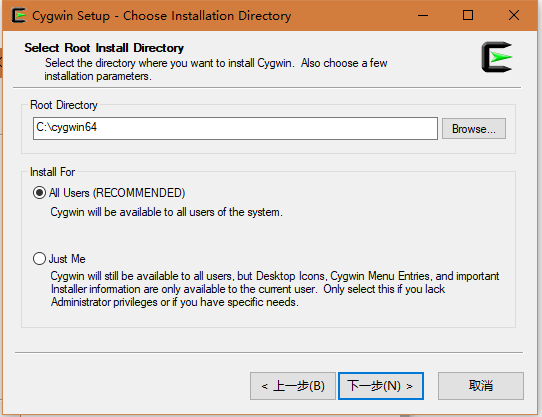 Cygwin Setup - Choose Installation Directory
Select Root Install Directory
Select the directory where you want to install Cygwin. Also choose a few
installation parameters.
Root Directory
C:\cygwin64
Browse...
Install For
All Users (RECOMMENDED)
Cygwin will be available to all users of the system.
Just Me
Cygwin will still be available to all users, but Desktop Icons, Cygwin Menu Entries, and important
Installer information are only available to the current user. Only select this if you lack
Administrator privileges or if you have specific needs.
< 上一步(B)
下一步(N) >
取消